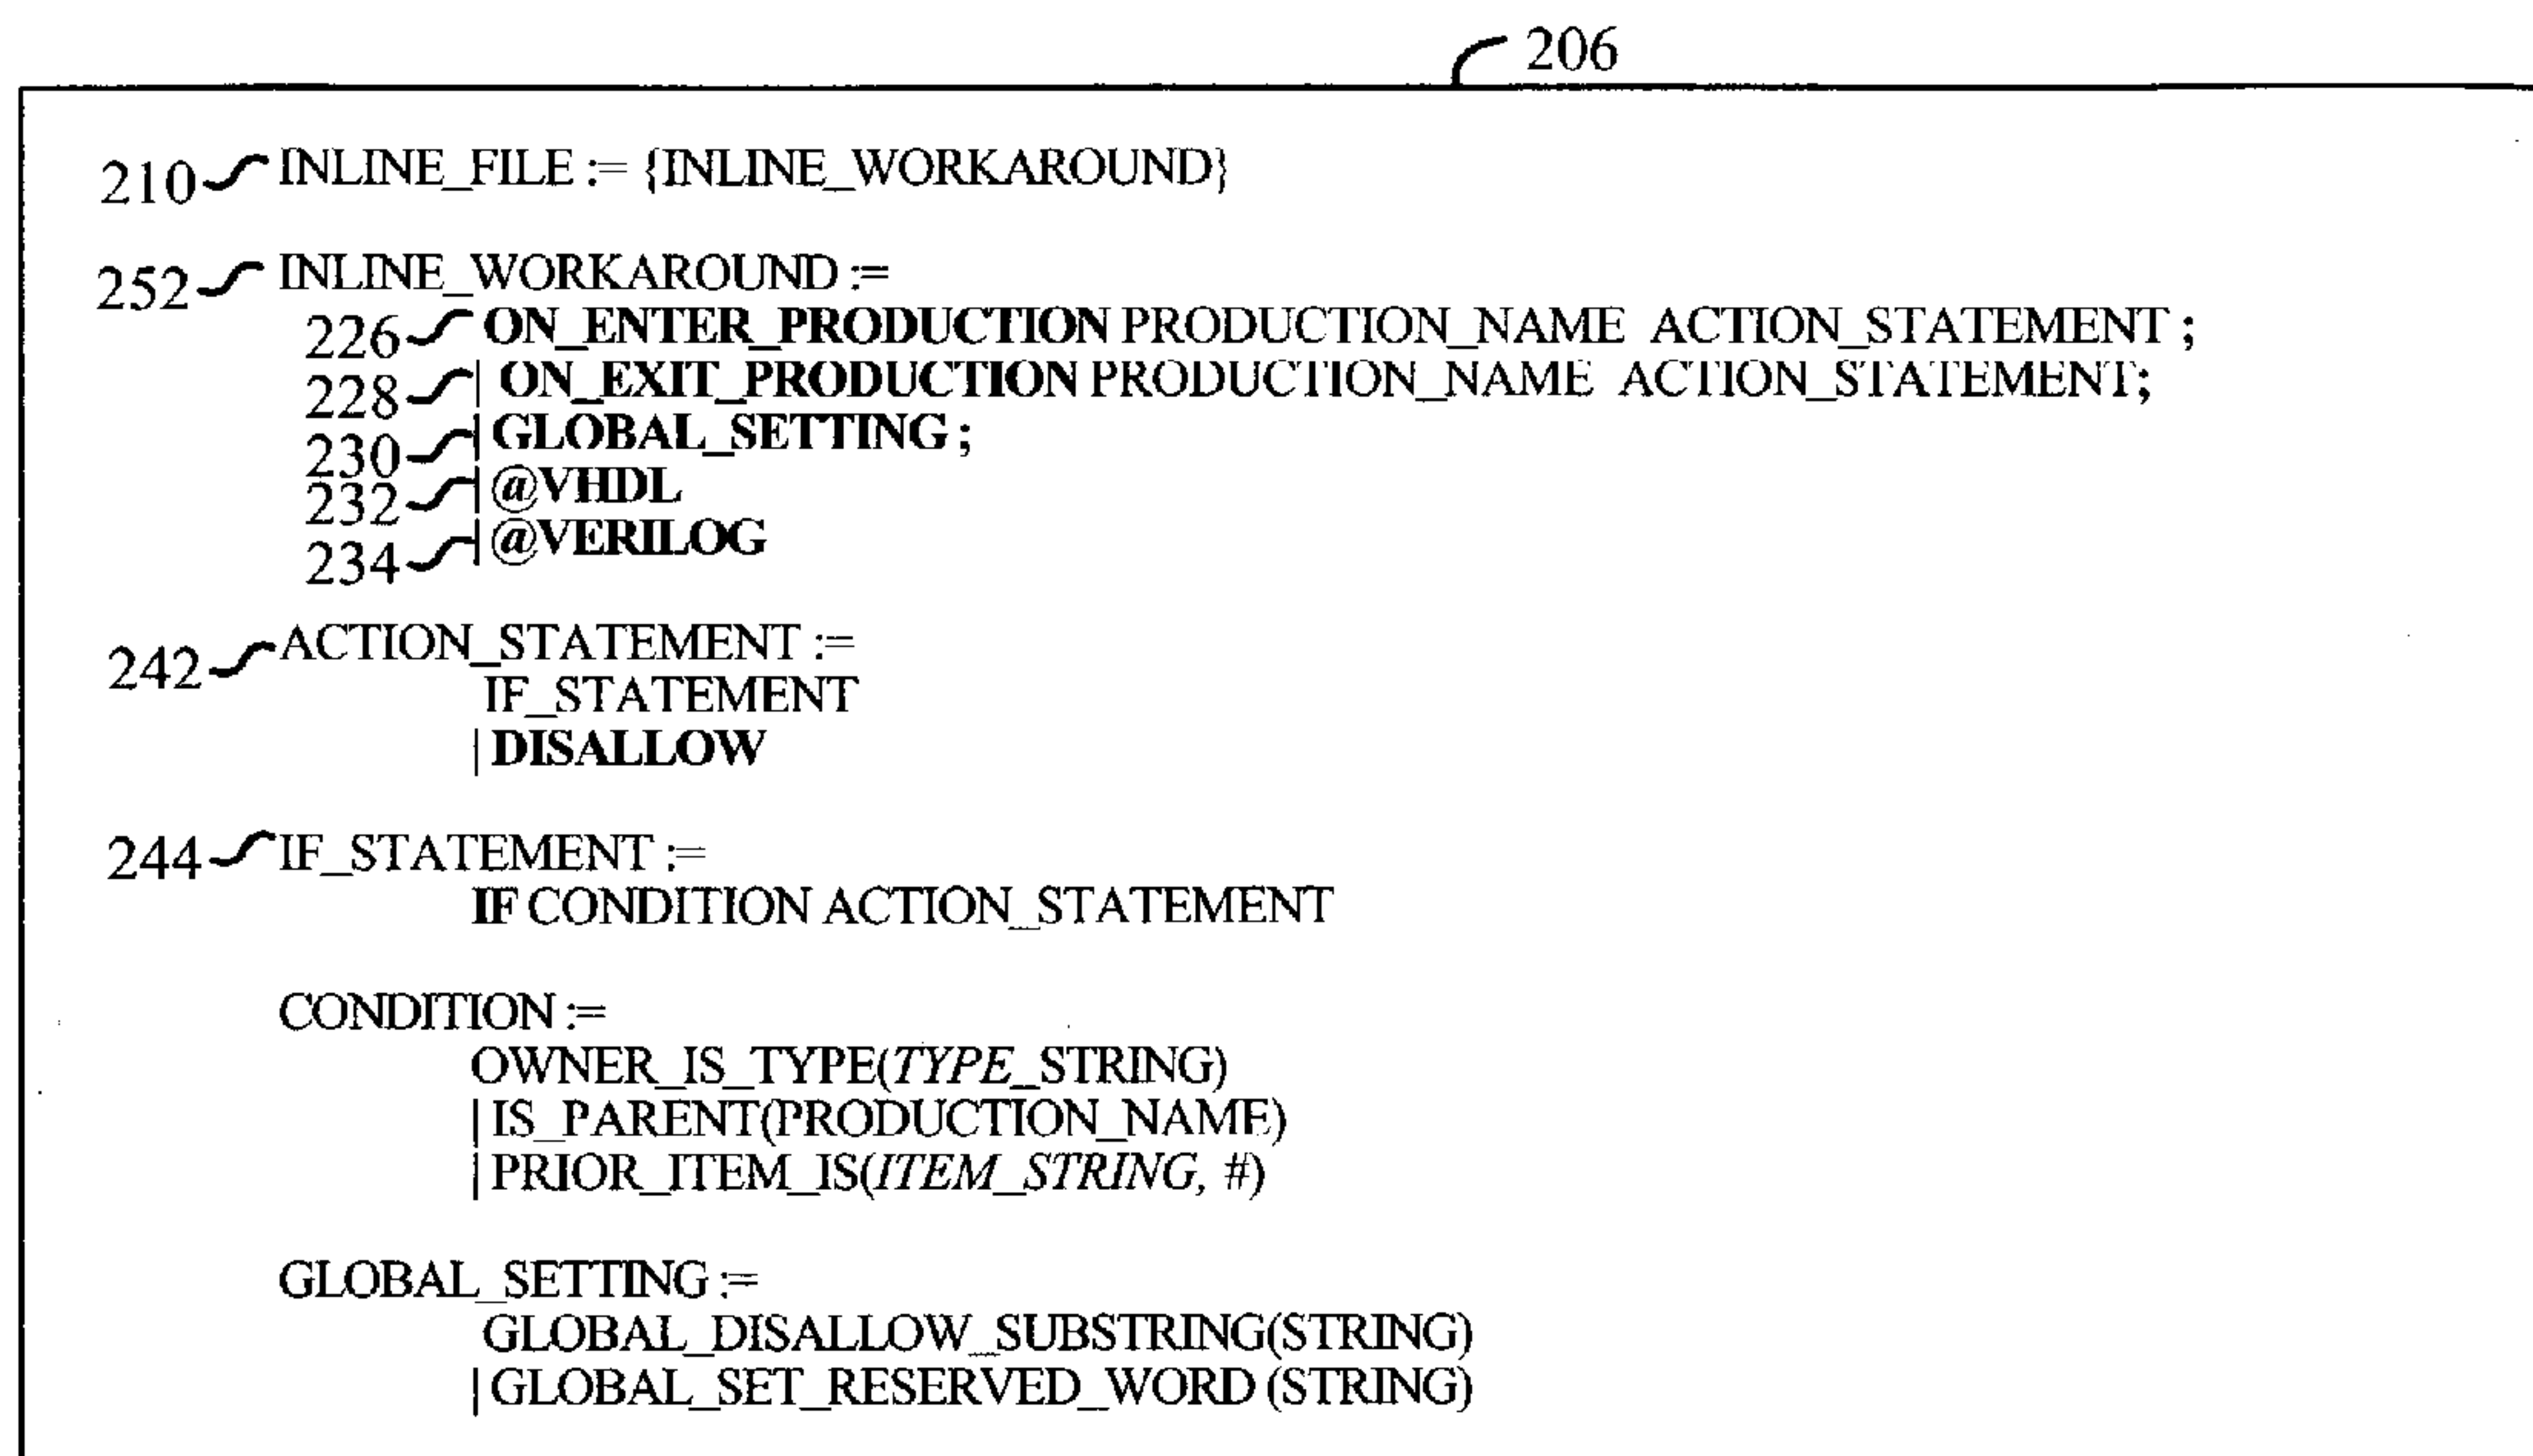 206
210 INLINE_FILE := {INLINE_WORKAROUND}
252 INLINE_WORKAROUND :=
226 ON_ENTER_PRODUCTION PRODUCTION_NAME ACTION_STATEMENT ;
228 | ON_EXIT_PRODUCTION PRODUCTION_NAME ACTION_STATEMENT;
230 | GLOBAL_SETTING ;
232 | @VHDL
234 | @VERILOG
242 ACTION_STATEMENT :=
IF_STATEMENT
| DISALLOW
244 IF_STATEMENT :=
IF CONDITION ACTION_STATEMENT
CONDITION :=
OWNER_IS_TYPE(TYPE_STRING)
| IS_PARENT(PRODUCTION_NAME)
| PRIOR_ITEM_IS(ITEM_STRING, #)
GLOBAL_SETTING :=
GLOBAL_DISALLOW_SUBSTRING(STRING)
| GLOBAL_SET_RESERVED_WORD (STRING)